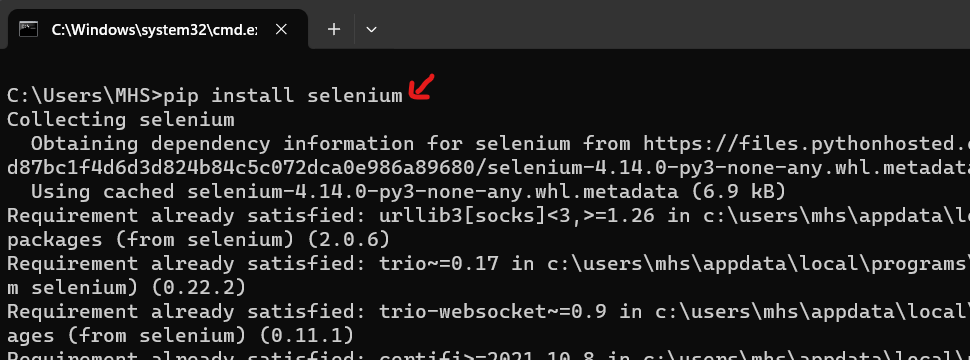 C:\Windows\system32\cmd.e
C:\Users\MHS>pip install selenium
Collecting selenium
  Obtaining dependency information for selenium from https://files.pythonhosted.
d87bc1f4d6d3d824b84c5c072dca0e986a89680/selenium-4.14.0-py3-none-any.whl.metadata
  Using cached selenium-4.14.0-py3-none-any.whl.metadata (6.9 kB)
Requirement already satisfied: urllib3[socks]<3,>=1.26 in c:\users\mhs\appdata\l
packages (from selenium) (2.0.6)
Requirement already satisfied: trio~=0.17 in c:\users\mhs\appdata\local\programs\
m selenium) (0.22.2)
Requirement already satisfied: trio-websocket~=0.9 in c:\users\mhs\appdata\local\
ages (from selenium) (0.11.1)
Requirement already satisfied: certifi>=2021.10.8 in c:\users\mhs\appdata\local\